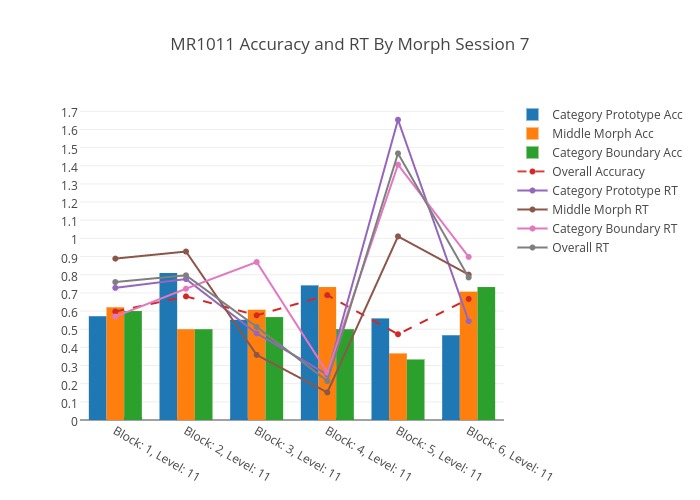 MR1011 Accuracy and RT By Morph Session 7
1.7
1.6
1.5
1.4
1.3
1.2
1.1
1
0.9
0.8
0.7
0.6
0.5
0.4
0.3
0.2
0.1
0
Block: 1, Level: 11
Block: 2, Level: 11
Block: 3, Level: 11
Block: 4, Level: 11
Block: 5, Level: 11
Block: 6, Level: 11
Category Prototype Acc
Middle Morph Acc
Category Boundary Acc
Overall Accuracy
Category Prototype RT
Middle Morph RT
Category Boundary RT
Overall RT